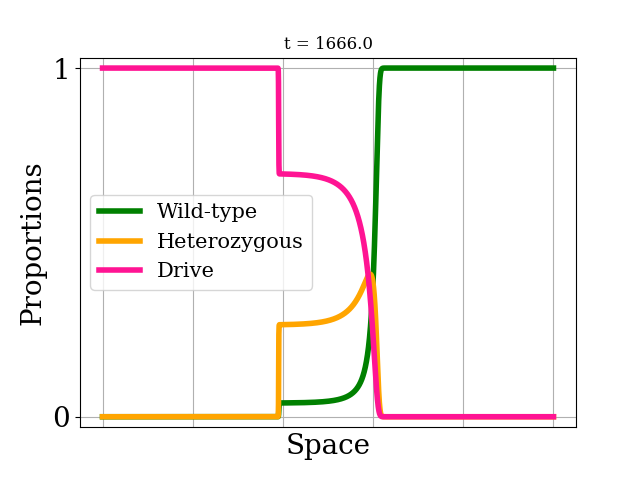 t = 1666.0
1
Proportions
Wild-type
Heterozygous
Drive
0
Space